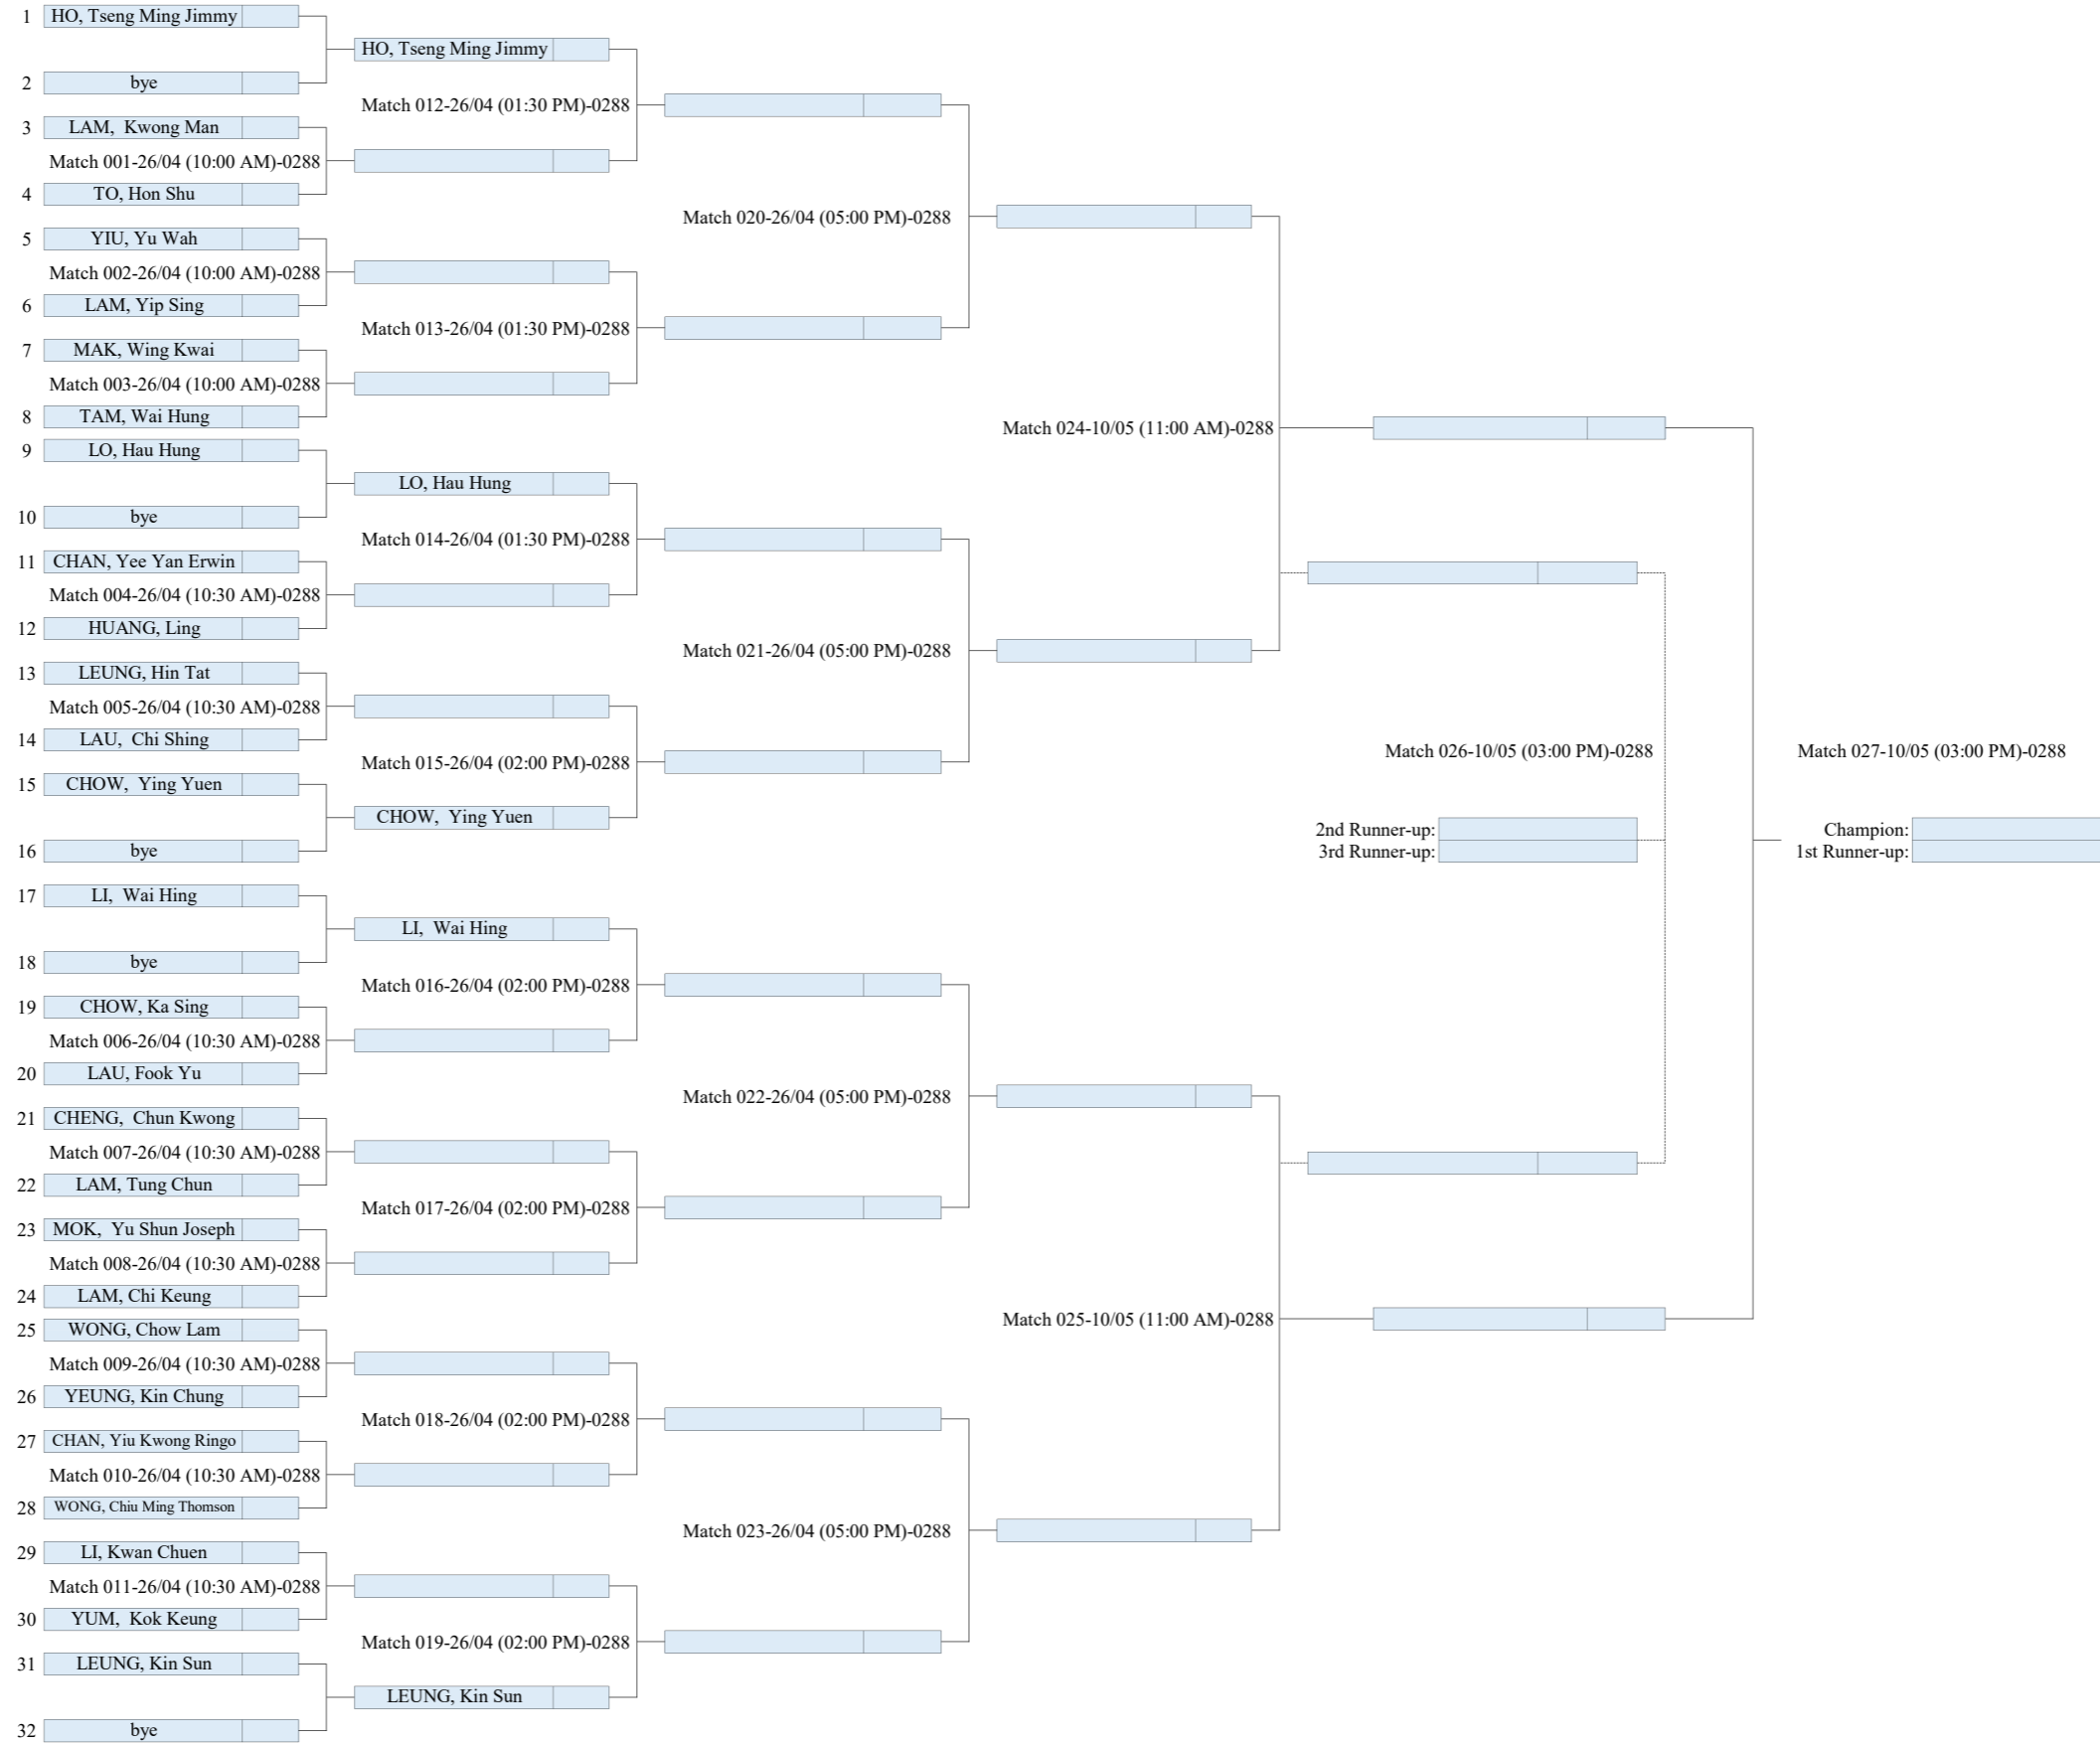 1 HO, Tseng Ming Jimmy
HO, Tseng Ming Jimmy
2 bye
Match 012-26/04 (01:30 PM)-0288
3 LAM, Kwong Man
Match 001-26/04 (10:00 AM)-0288
4 TO, Hon Shu
Match 020-26/04 (05:00 PM)-0288
5 YIU, Yu Wah
Match 002-26/04 (10:00 AM)-0288
6 LAM, Yip Sing
Match 013-26/04 (01:30 PM)-0288
7 MAK, Wing Kwai
Match 003-26/04 (10:00 AM)-0288
8 TAM, Wai Hung
Match 024-10/05 (11:00 AM)-0288
9 LO, Hau Hung
LO, Hau Hung
10 bye
Match 014-26/04 (01:30 PM)-0288
11 CHAN, Yee Yan Erwin
Match 004-26/04 (10:30 AM)-0288
12 HUANG, Ling
Match 021-26/04 (05:00 PM)-0288
13 LEUNG, Hin Tat
Match 005-26/04 (10:30 AM)-0288
14 LAU, Chi Shing
Match 026-10/05 (03:00 PM)-0288
Match 027-10/05 (03:00 PM)-0288
Match 015-26/04 (02:00 PM)-0288
15 CHOW, Ying Yuen
CHOW, Ying Yuen
2nd Runner-up:
Champion:
16 bye
3rd Runner-up:
1st Runner-up:
17 LI, Wai Hing
LI, Wai Hing
18 bye
Match 016-26/04 (02:00 PM)-0288
19 CHOW, Ka Sing
Match 006-26/04 (10:30 AM)-0288
20 LAU, Fook Yu
Match 022-26/04 (05:00 PM)-0288
21 CHENG, Chun Kwong
Match 007-26/04 (10:30 AM)-0288
22 LAM, Tung Chun
Match 017-26/04 (02:00 PM)-0288
23 MOK, Yu Shun Joseph
Match 008-26/04 (10:30 AM)-0288
24 LAM, Chi Keung
Match 025-10/05 (11:00 AM)-0288
25 WONG, Chow Lam
Match 009-26/04 (10:30 AM)-0288
26 YEUNG, Kin Chung
Match 018-26/04 (02:00 PM)-0288
27 CHAN, Yiu Kwong Ringo
Match 010-26/04 (10:30 AM)-0288
28 WONG, Chiu Ming Thomson
Match 023-26/04 (05:00 PM)-0288
29 LI, Kwan Chuen
Match 011-26/04 (10:30 AM)-0288
30 YUM, Kok Keung
Match 019-26/04 (02:00 PM)-0288
31 LEUNG, Kin Sun
LEUNG, Kin Sun
32 bye